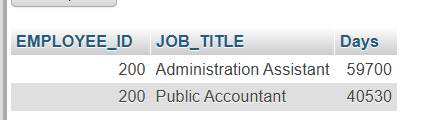 EMPLOYEE_ID JOB_TITLE Days
200 Administration Assistant 59700
200 Public Accountant 40530